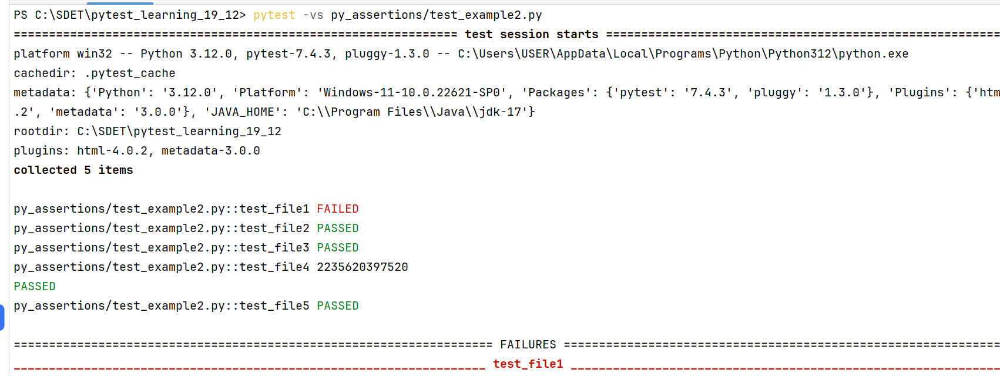 PS C:\SDET\pytest_learning_19_12> pytest -vs py_assertions/test_example2.py
=============================================================== test session starts ========================================================
platform win32 -- Python 3.12.0, pytest-7.4.3, pluggy-1.3.0 -- C:\Users\USER\AppData\Local\Programs\Python\Python312\python.exe
cachedir: .pytest_cache
metadata: {'Python': '3.12.0', 'Platform': 'Windows-11-10.0.22621-SP0', 'Packages': {'pytest': '7.4.3', 'pluggy': '1.3.0'}, 'Plugins': {'htm
.2', 'metadata': '3.0.0'}, 'JAVA_HOME': 'C:\\Program Files\\Java\\jdk-17'}
rootdir: C:\SDET\pytest_learning_19_12
plugins: html-4.0.2, metadata-3.0.0
collected 5 items
py_assertions/test_example2.py::test_file1 FAILED
py_assertions/test_example2.py::test_file2 PASSED
py_assertions/test_example2.py::test_file3 PASSED
py_assertions/test_example2.py::test_file4 2235620397520
PASSED
py_assertions/test_example2.py::test_file5 PASSED
==================================================================== FAILURES ==============================================================
___________________________________________________________________ test_file1 _____________________________________________________________